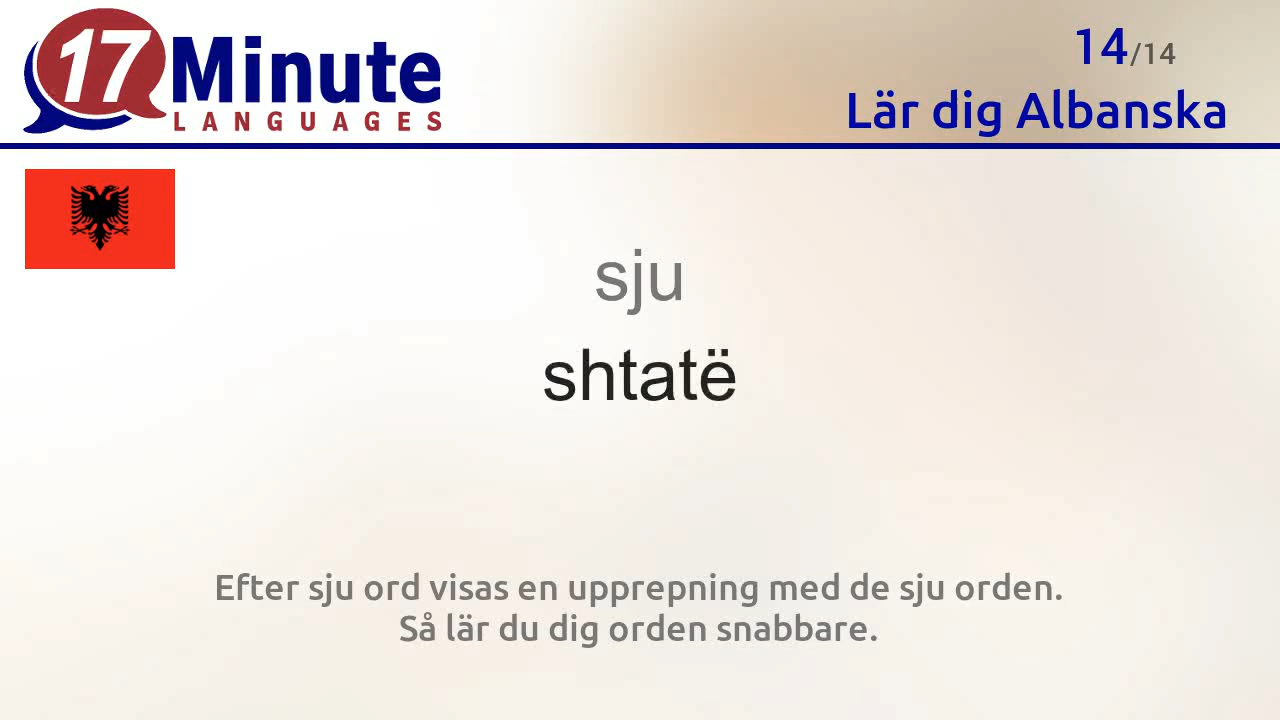 17 Minute
LANGUAGES
14/14
Lär dig Albanska
sju
shtatë
Efter sju ord visas en upprepning med de sju orden.
Så lär du dig orden snabbare.